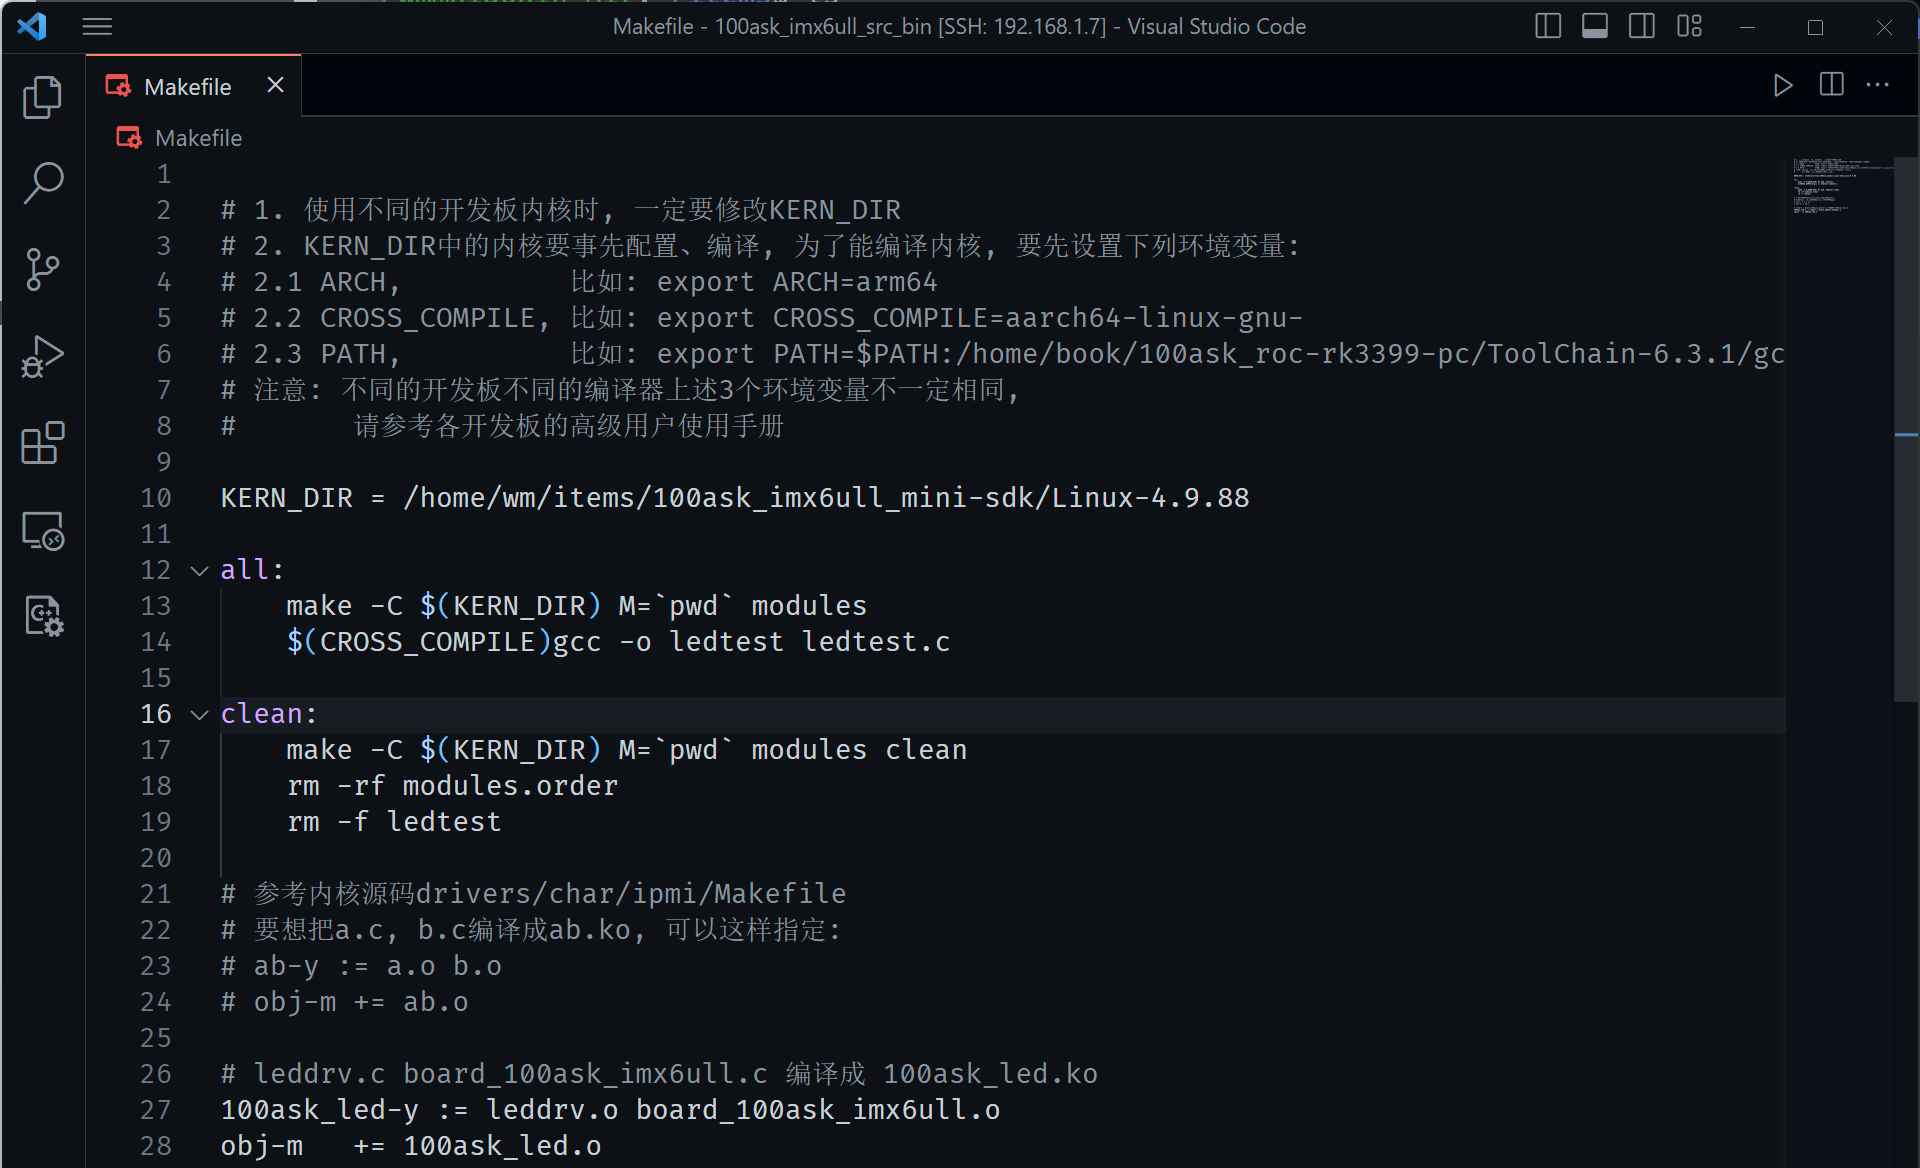 Makefile - 100ask_imx6ull_src_bin [SSH: 192.168.1.7] - Visual Studio Code
Makefile
Makefile
1
2 # 1. 使用不同的开发板内核时, 一定要修改KERN_DIR
3 # 2. KERN_DIR中的内核要事先配置、编译, 为了能编译内核, 要先设置下列环境变量:
4 # 2.1 ARCH,          比如: export ARCH=arm64
5 # 2.2 CROSS_COMPILE, 比如: export CROSS_COMPILE=aarch64-linux-gnu-
6 # 2.3 PATH,          比如: export PATH=$PATH:/home/book/100ask_roc-rk3399-pc/ToolChain-6.3.1/gc
7 # 注意: 不同的开发板不同的编译器上述3个环境变量不一定相同,
8 #       请参考各开发板的高级用户使用手册
9
10 KERN_DIR = /home/wm/items/100ask_imx6ull_mini-sdk/Linux-4.9.88
11
12 all:
13     make -C $(KERN_DIR) M=`pwd` modules
14     $(CROSS_COMPILE)gcc -o ledtest ledtest.c
15
16 clean:
17     make -C $(KERN_DIR) M=`pwd` modules clean
18     rm -rf modules.order
19     rm -f ledtest
20
21 # 参考内核源码drivers/char/ipmi/Makefile
22 # 要想把a.c, b.c编译成ab.ko, 可以这样指定:
23 # ab-y := a.o b.o
24 # obj-m += ab.o
25
26 # leddrv.c board_100ask_imx6ull.c 编译成 100ask_led.ko
27 100ask_led-y := leddrv.o board_100ask_imx6ull.o
28 obj-m   += 100ask_led.o